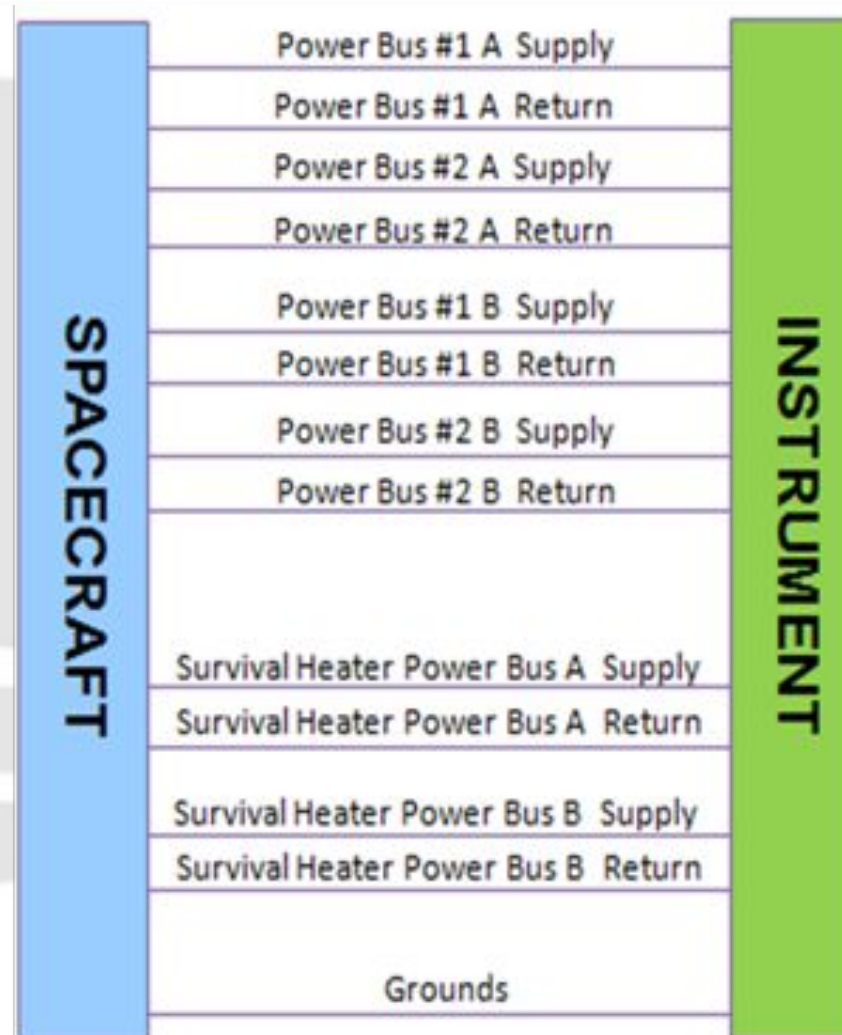 SPACECRAFT
Power Bus #1 A Supply
Power Bus #1 A Return
Power Bus #2 A Supply
Power Bus #2 A Return
Power Bus #1 B Supply
Power Bus #1 B Return
Power Bus #2 B Supply
Power Bus #2 B Return
Survival Heater Power Bus A Supply
Survival Heater Power Bus A Return
Survival Heater Power Bus B Supply
Survival Heater Power Bus B Return
Grounds
INSTRUMENT